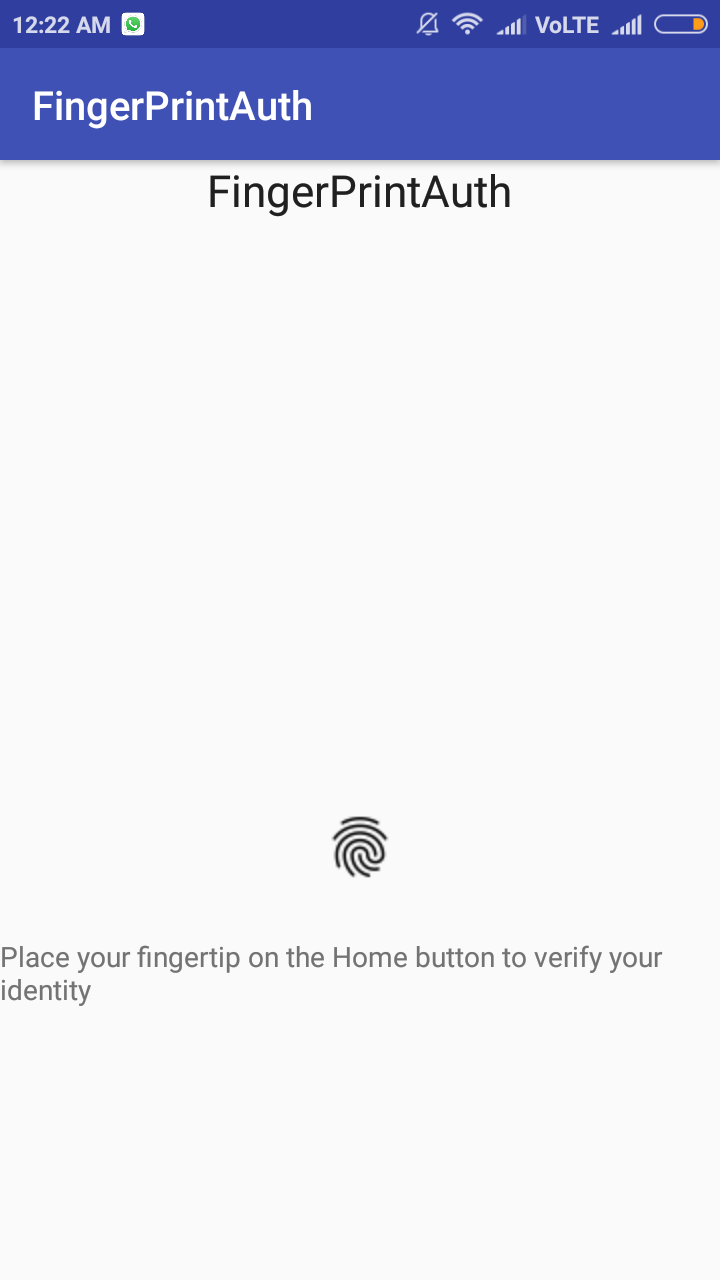 12:22 AM VoLTE
FingerPrintAuth
FingerPrintAuth
Place your fingertip on the Home button to verify your
identity